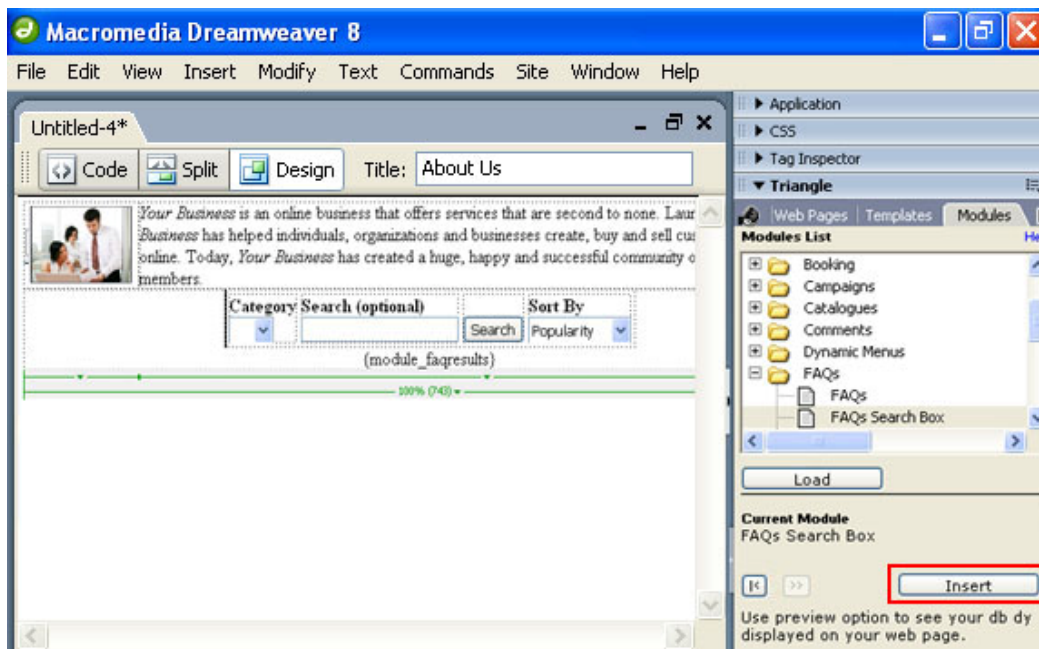 Macromedia Dreamweaver 8
File Edit View Insert Modify Text Commands Site Window Help
Untitled-4*
Code Split Design Title: About Us
Your Business is an online business that offers services that are second to none. Laur
Business has helped individuals, organizations and businesses create, buy and sell cus
online. Today, Your Business has created a huge, happy and successful community o
members.
Category Search (optional) Sort By
Search Popularity
(module_faqresults)
100% (743)
Application
CSS
Tag Inspector
Triangle
Web Pages Templates Modules
Modules List He
Booking
Campaigns
Catalogues
Comments
Dynamic Menus
FAQs
FAQs
FAQs Search Box
Load
Current Module
FAQs Search Box
Insert
Use preview option to see your db dy
displayed on your web page.